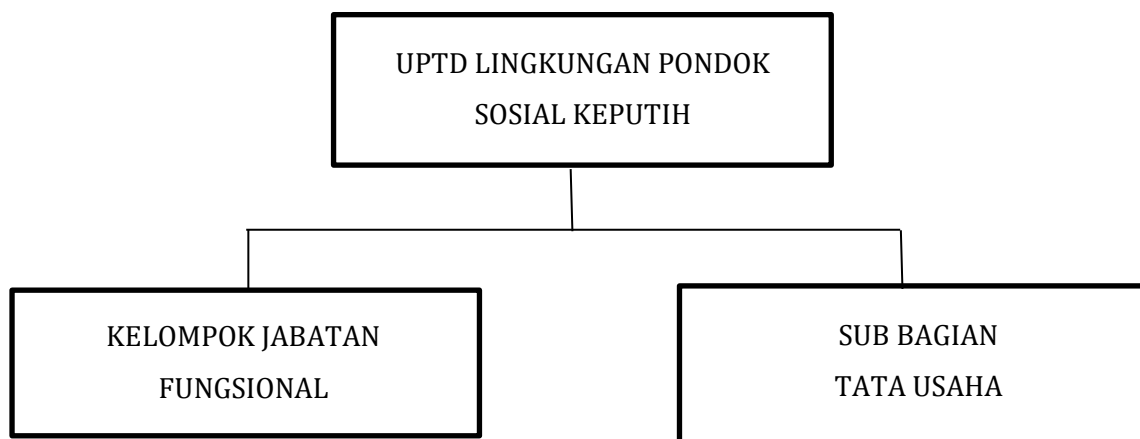 UPTD LINGKUNGAN PONDOK
SOSIAL KEPUTIH
KELOMPOK JABATAN
FUNGSIONAL
SUB BAGIAN
TATA USAHA